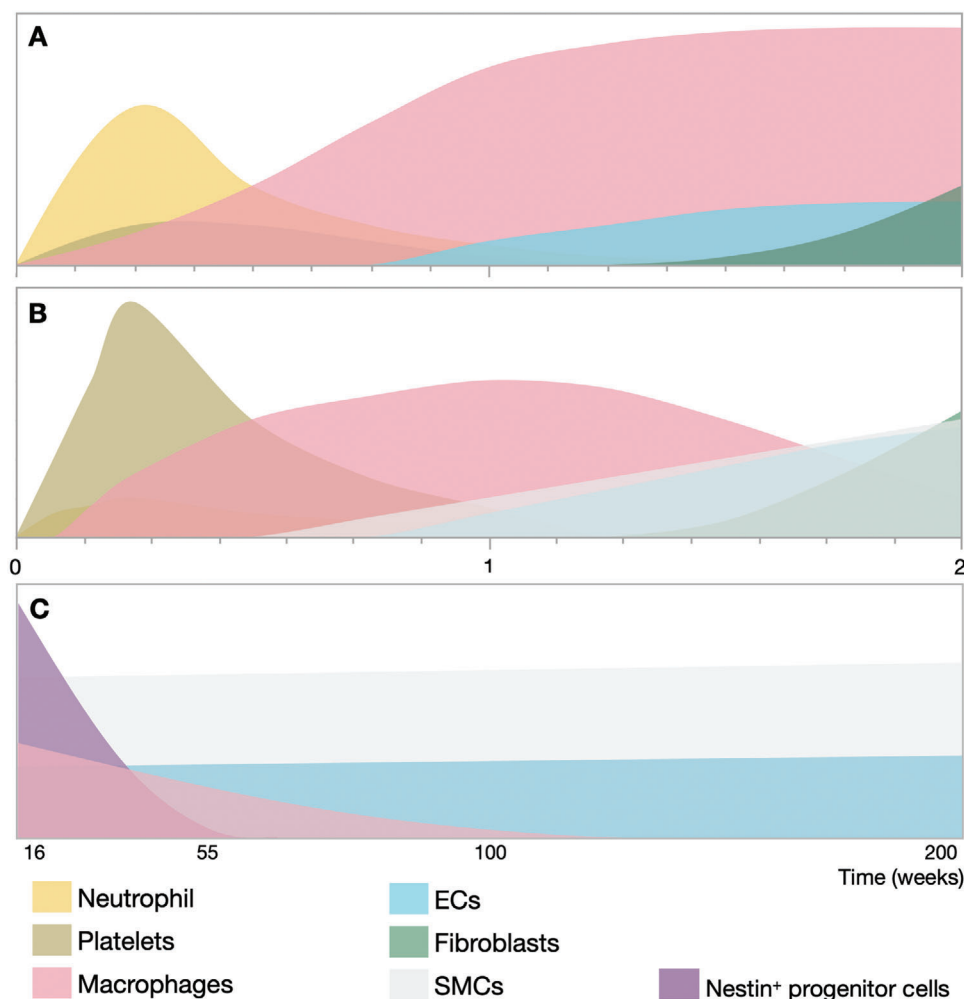 A
B
0 1 2
C
16 55 100 200
Time (weeks)
Neutrophil
Platelets
Macrophages
ECs
Fibroblasts
SMCs
Nestin⁺ progenitor cells